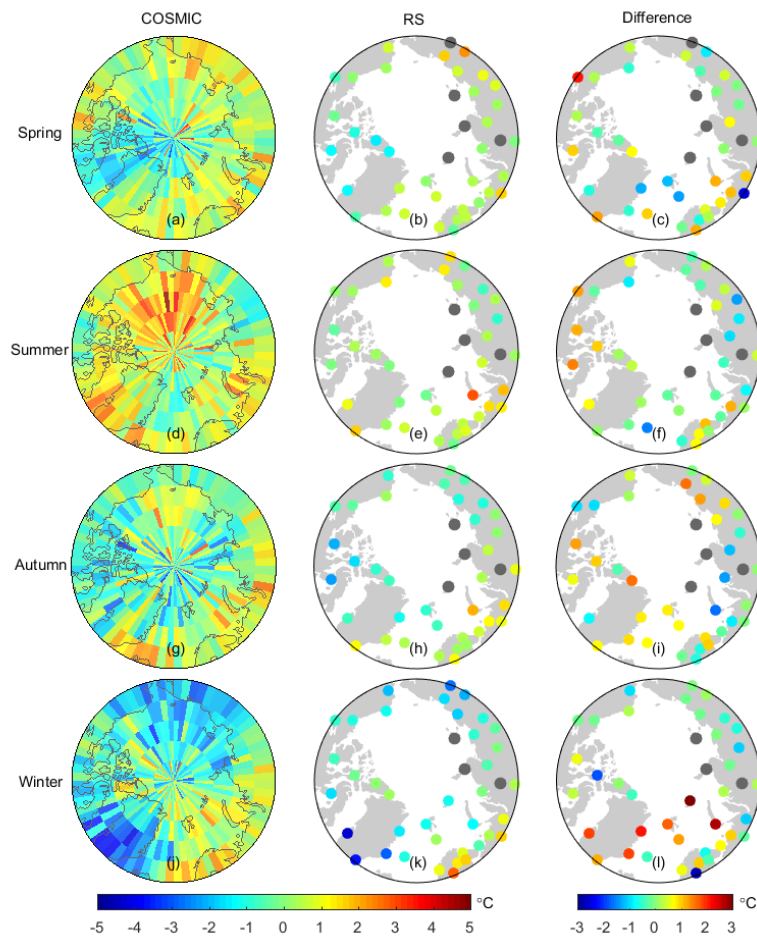 COSMIC RS Difference
Spring
(a) (b) (c)
Summer
(d) (e) (f)
Autumn
(g) (h) (i)
Winter
(j) (k) (l)
°C °C
-5 -4 -3 -2 -1 0 1 2 3 4 5 -3 -2 -1 0 1 2 3